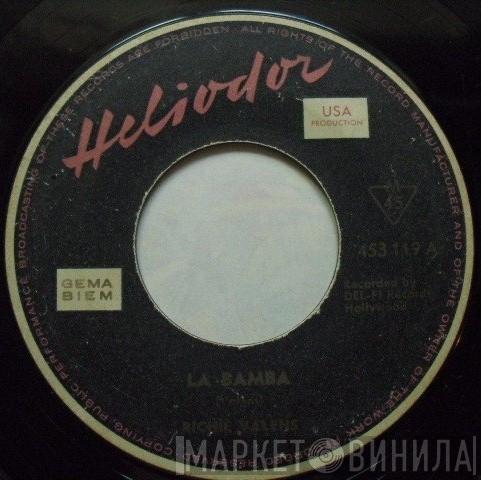 Heliodor
USA
PRODUCTION
45
453 119 A
GEMA
BIEM
Recorded by
DEL-FI Records
Hollywood
LA BAMBA
RICHIE VALENS
COPYING, PUBLIC PERFORMANCE BROADCASTING OF THESE RECORDS ARE FORBIDDEN · ALL RIGHTS OF THE RECORD MANUFACTURER AND OF THE OWNER OF THE WORK
МАРКЕТ ВИНИЛА